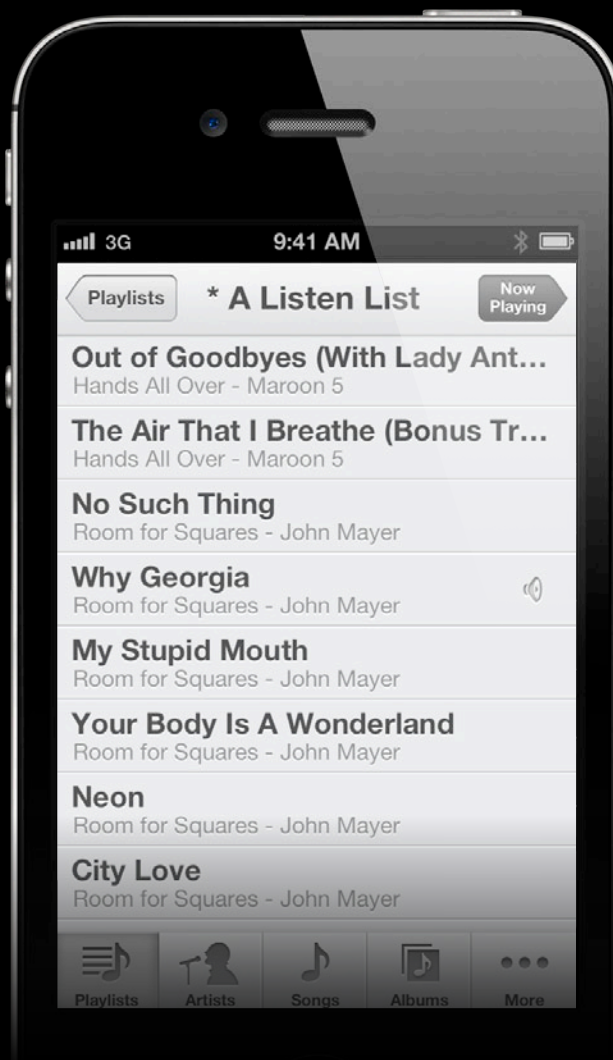 3G 9:41 AM
Playlists * A Listen List Now Playing
Out of Goodbyes (With Lady Ant...
Hands All Over - Maroon 5
The Air That I Breathe (Bonus Tr...
Hands All Over - Maroon 5
No Such Thing
Room for Squares - John Mayer
Why Georgia
Room for Squares - John Mayer
My Stupid Mouth
Room for Squares - John Mayer
Your Body Is A Wonderland
Room for Squares - John Mayer
Neon
Room for Squares - John Mayer
City Love
Room for Squares - John Mayer
Playlists Artists Songs Albums More